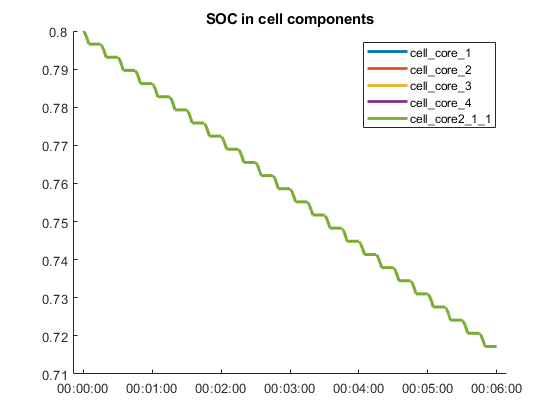 SOC in cell components
0.8
0.79
0.78
0.77
0.76
0.75
0.74
0.73
0.72
0.71
cell_core_1
cell_core_2
cell_core_3
cell_core_4
cell_core2_1_1
00:00:00 00:01:00 00:02:00 00:03:00 00:04:00 00:05:00 00:06:00